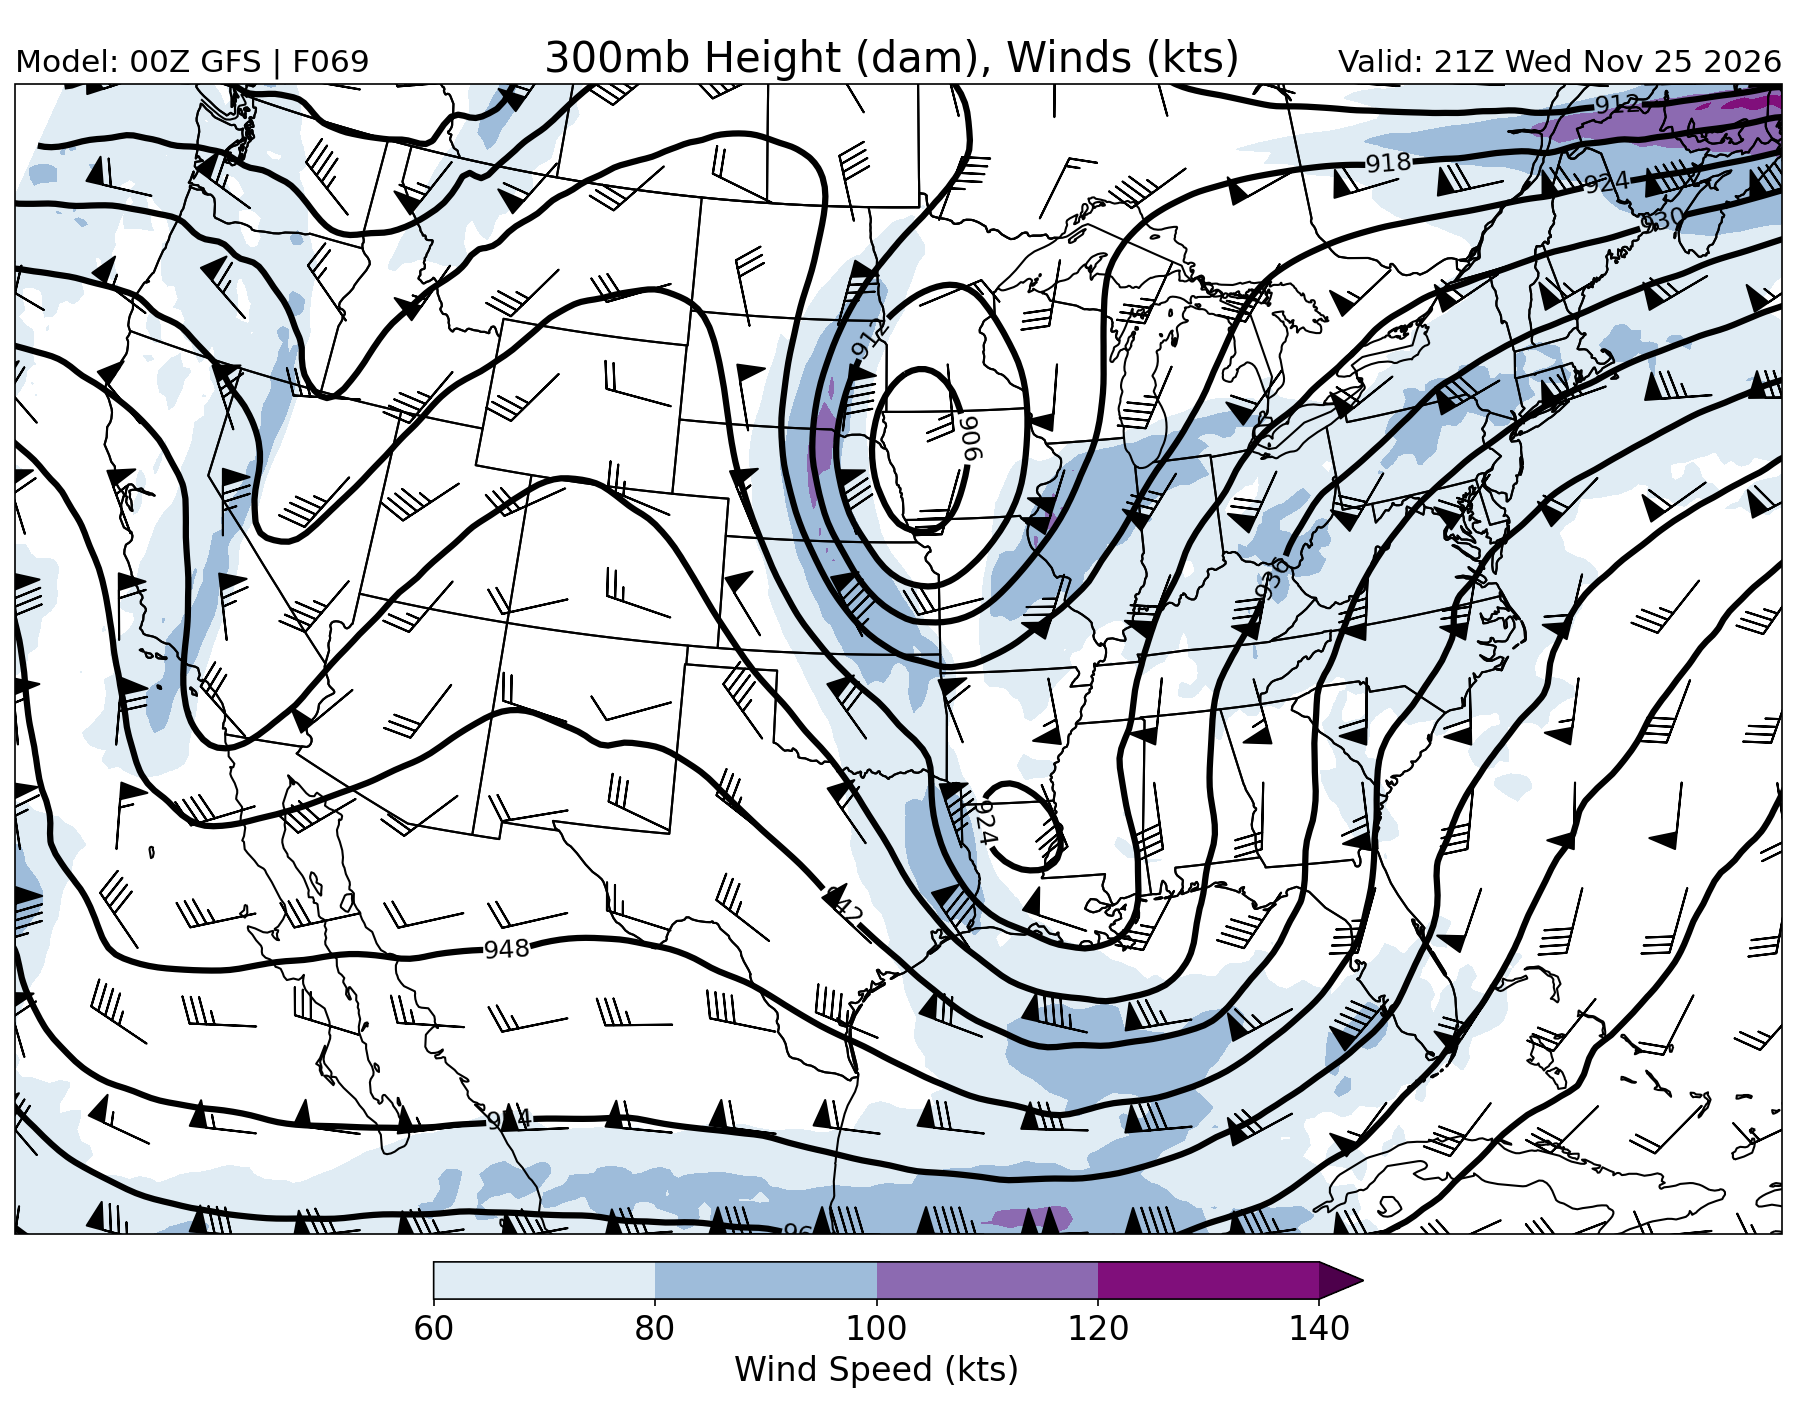 Model: 00Z GFS | F069
300mb Height (dam), Winds (kts)
Valid: 21Z Wed Nov 25 2026
912
918
924
930
912
906
936
924
942
948
954
96
60 80 100 120 140
Wind Speed (kts)